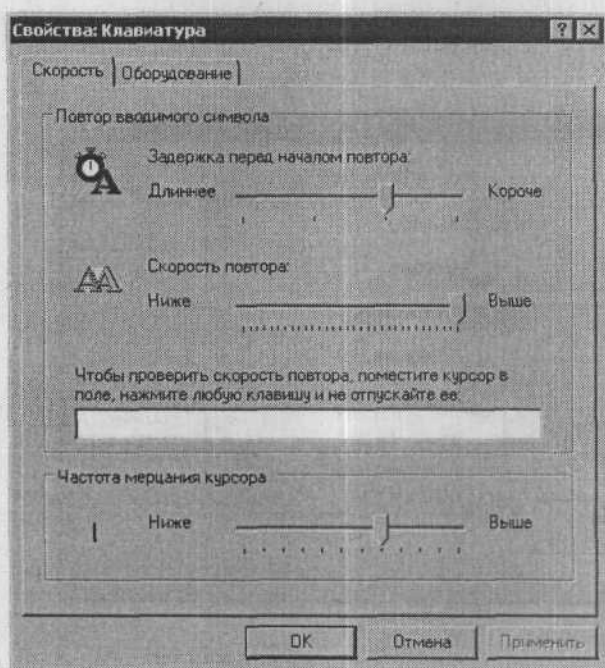 Свойства: Клавиатура
Скорость Оборудование
Повтор вводимого символа
Задержка перед началом повтора:
Длиннее Короче
Скорость повтора:
Ниже Выше
Чтобы проверить скорость повтора, поместите курсор в
поле, нажмите любую клавишу и не отпускайте ее:
Частота мерцания курсора
Ниже Выше
OK Отмена Применить